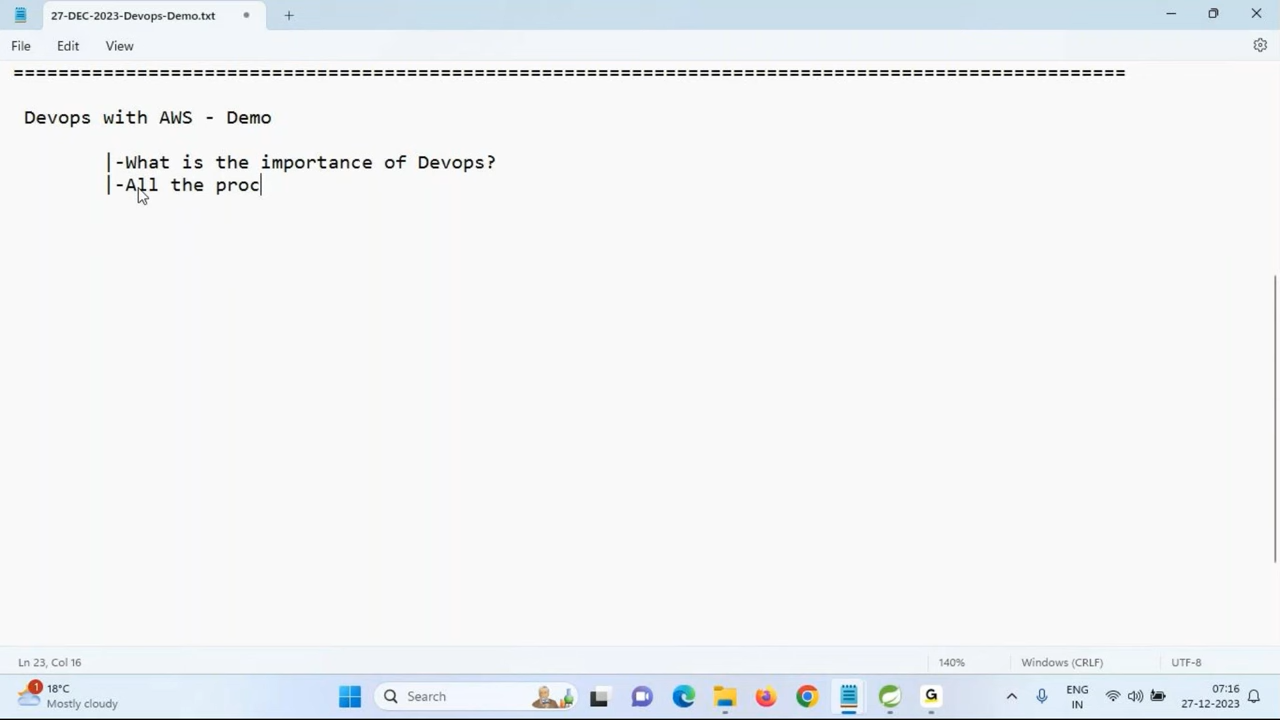 27-DEC-2023-Devops-Demo.txt
File Edit View
===================================================================================================
Devops with AWS - Demo
|-What is the importance of Devops?
|-All the proc
Ln 23, Col 16 140% Windows (CRLF) UTF-8
1 18°C Mostly cloudy
Search
G
ENG IN
07:16
27-12-2023